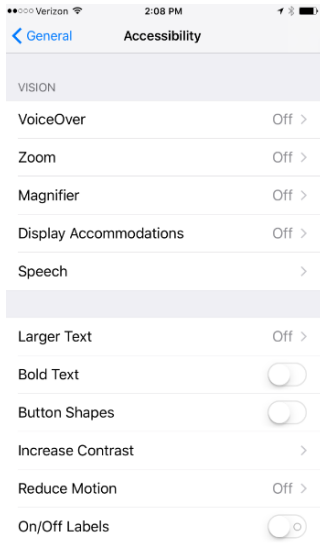 Verizon 2:08 PM
General Accessibility
VISION
VoiceOver Off
Zoom Off
Magnifier Off
Display Accommodations Off
Speech
Larger Text Off
Bold Text
Button Shapes
Increase Contrast
Reduce Motion Off
On/Off Labels